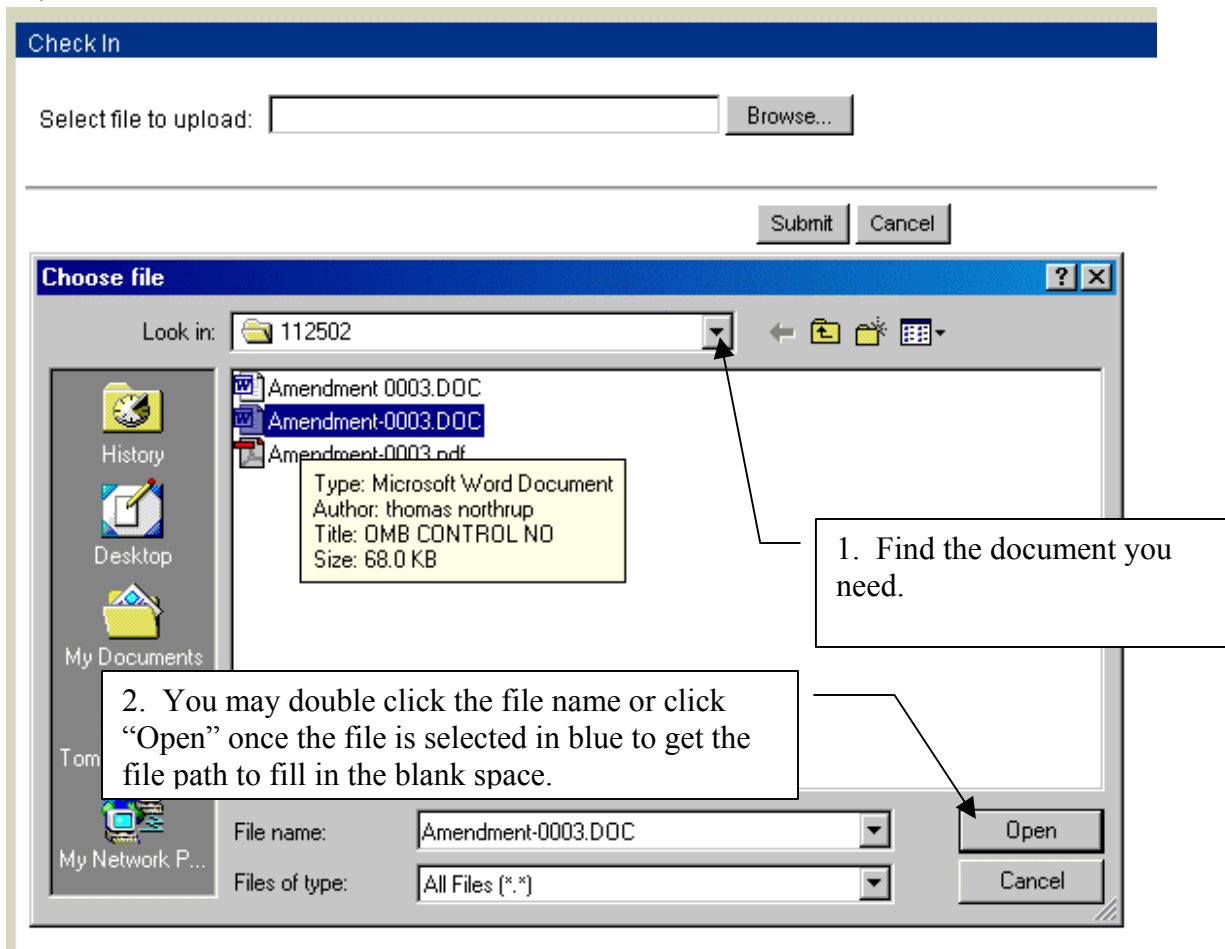 Check In
Select file to upload:
Browse...
Submit Cancel
Choose file
Look in: 112502
Amendment 0003.DOC
Amendment-0003.DOC
Amendment-0003.pdf
Type: Microsoft Word Document
Author: thomas northrup
Title: OMB CONTROL NO
Size: 68.0 KB
History
Desktop
My Documents
Tom
My Network P...
1. Find the document you
need.
2. You may double click the file name or click
“Open” once the file is selected in blue to get the
file path to fill in the blank space.
File name: Amendment-0003.DOC Open
Files of type: All Files (*.*) Cancel